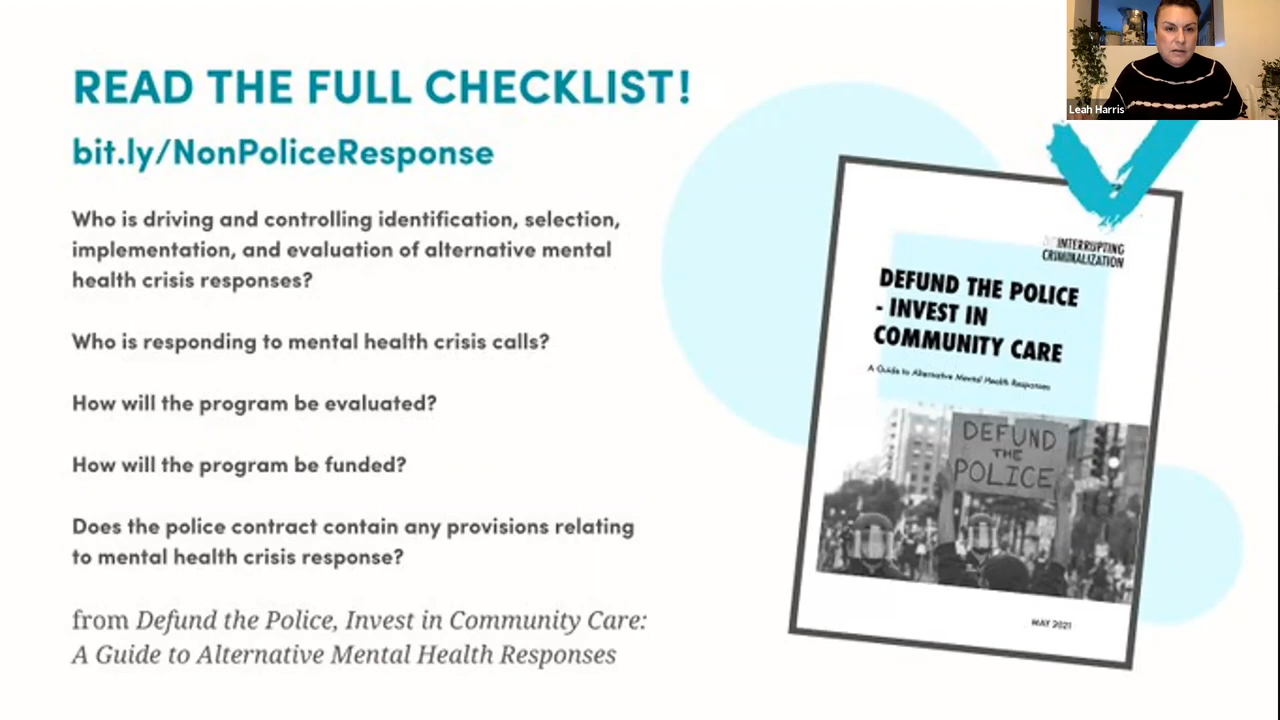 READ THE FULL CHECKLIST!
bit.ly/NonPoliceResponse
Who is driving and controlling identification, selection,
implementation, and evaluation of alternative mental
health crisis responses?
Who is responding to mental health crisis calls?
How will the program be evaluated?
How will the program be funded?
Does the police contract contain any provisions relating
to mental health crisis response?
from Defund the Police, Invest in Community Care:
A Guide to Alternative Mental Health Responses
Leah Harris
INTERRUPTING
CRIMINALIZATION
DEFUND THE POLICE
- INVEST IN
COMMUNITY CARE
A Guide to Alternative Mental Health Responses
DEFUND
THE
POLICE
MAY 2021